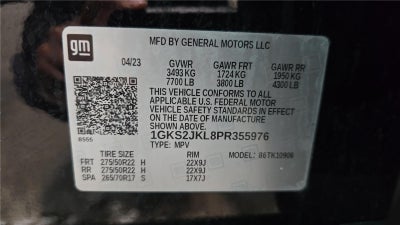 gm
MFD BY GENERAL MOTORS LLC
04/23 GVWR GAWR FRT GAWR RR
3493 KG 1724 KG 1950 KG
7700 LB 3800 LB 4300 LB
THIS VEHICLE CONFORMS TO ALL
APPLICABLE U.S. FEDERAL MOTOR
VEHICLE SAFETY STANDARDS IN EFFECT
ON THE DATE OF MANUFACTURE
SHOWN ABOVE.
1GKS2JKL8PR355976
8555 TYPE: MPV MODEL: 86TK10906
TIRE SIZE RIM
FRT 275/50R22 H 22X9J
RR 275/50R22 H 22X9J
SPA 265/70R17 S 17X7J